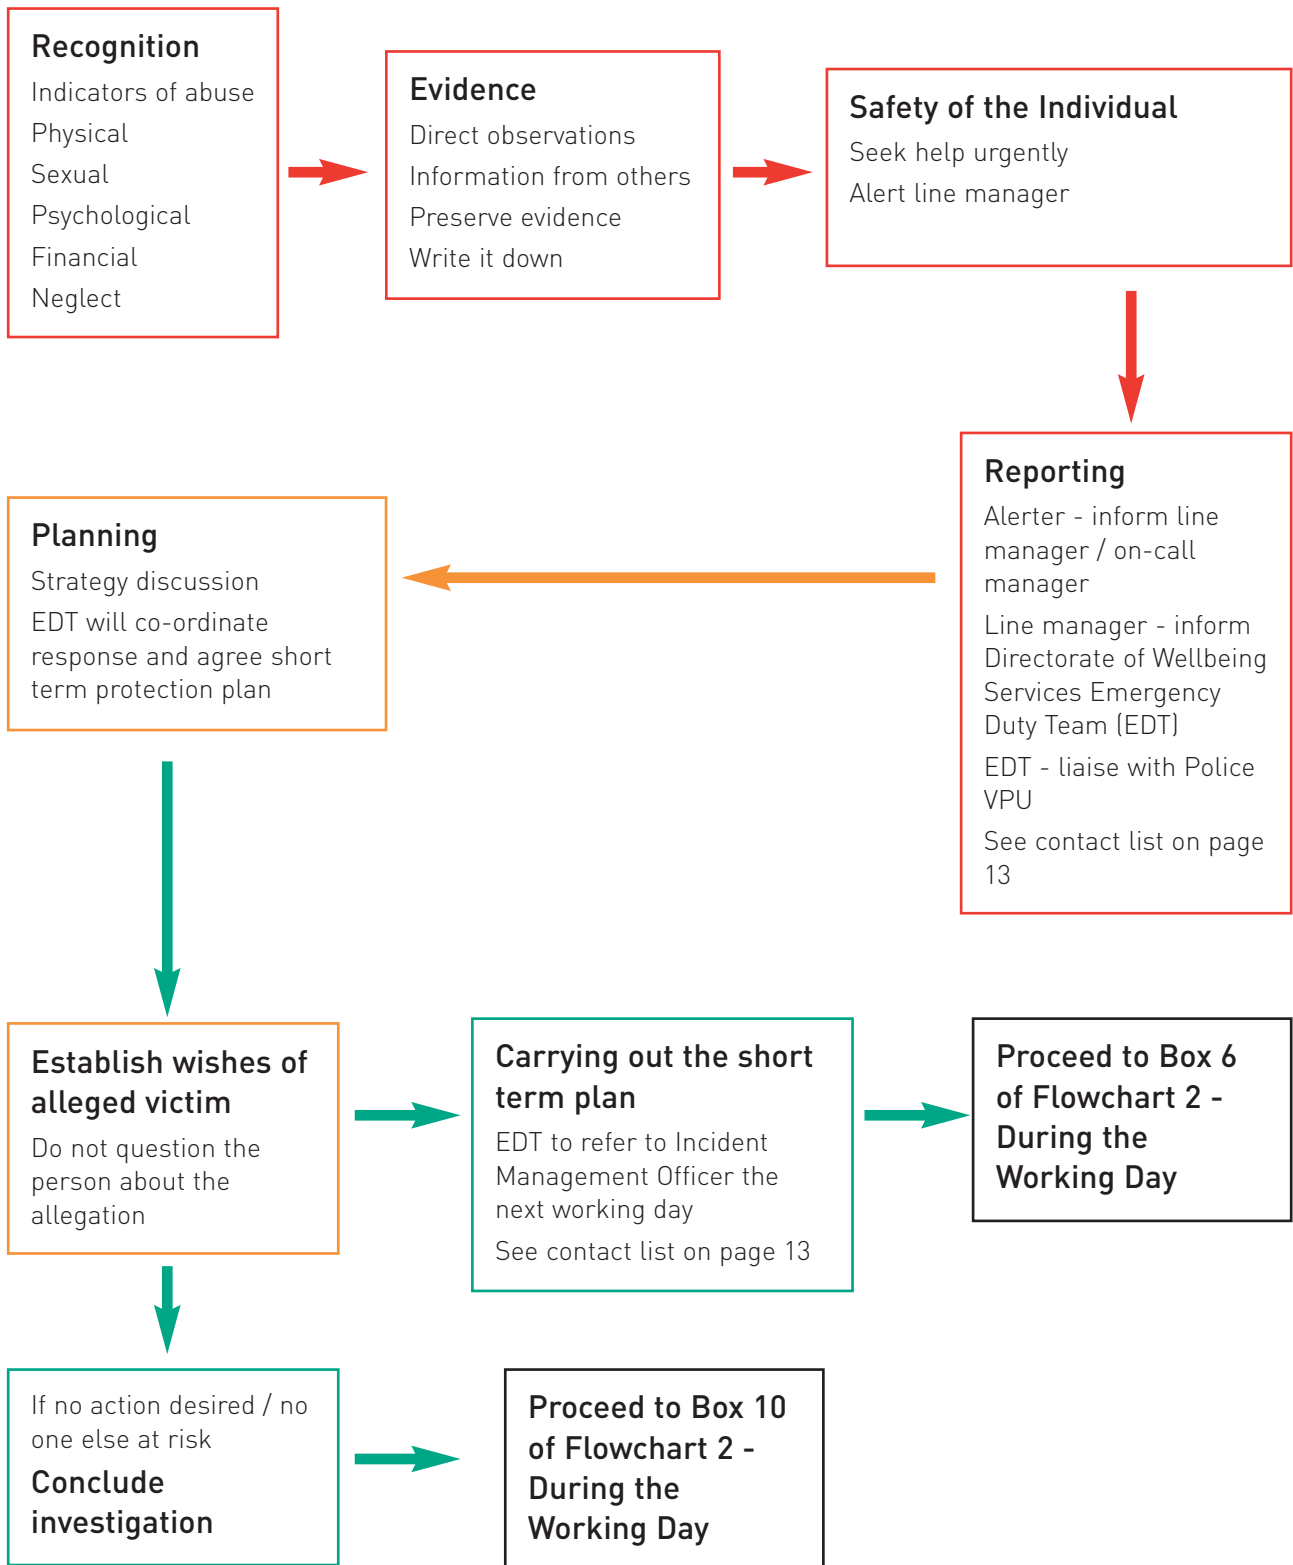 Recognition
Indicators of abuse
Physical
Sexual
Psychological
Financial
Neglect
Evidence
Direct observations
Information from others
Preserve evidence
Write it down
Safety of the Individual
Seek help urgently
Alert line manager
Reporting
Alerter - inform line
manager / on-call
manager
Line manager - inform
Directorate of Wellbeing
Services Emergency
Duty Team (EDT)
EDT - liaise with Police
VPU
See contact list on page
13
Planning
Strategy discussion
EDT will co-ordinate
response and agree short
term protection plan
Establish wishes of
alleged victim
Do not question the
person about the
allegation
Carrying out the short
term plan
EDT to refer to Incident
Management Officer the
next working day
See contact list on page 13
Proceed to Box 6
of Flowchart 2 -
During the
Working Day
If no action desired / no
one else at risk
Conclude
investigation
Proceed to Box 10
of Flowchart 2 -
During the
Working Day